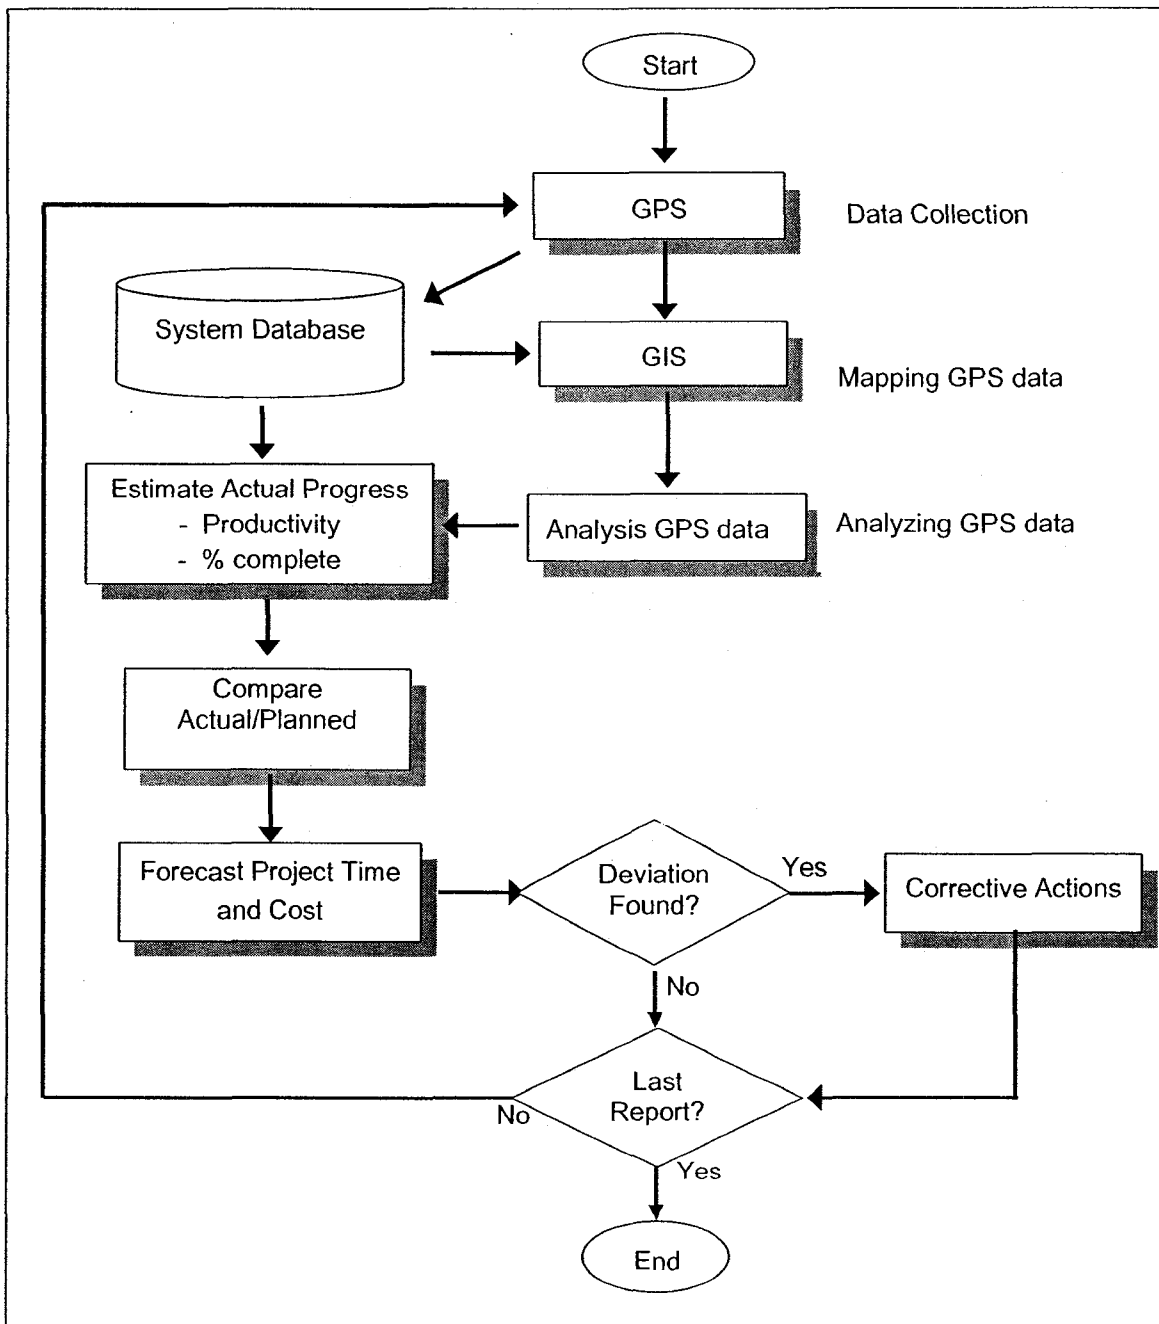 Start
GPS
Data Collection
System Database
GIS
Mapping GPS data
Estimate Actual Progress
- Productivity
- % complete
Analysis GPS data
Analyzing GPS data
Compare
Actual/Planned
Forecast Project Time
and Cost
Deviation
Found?
Yes
Corrective Actions
No
Last
Report?
No
Yes
End